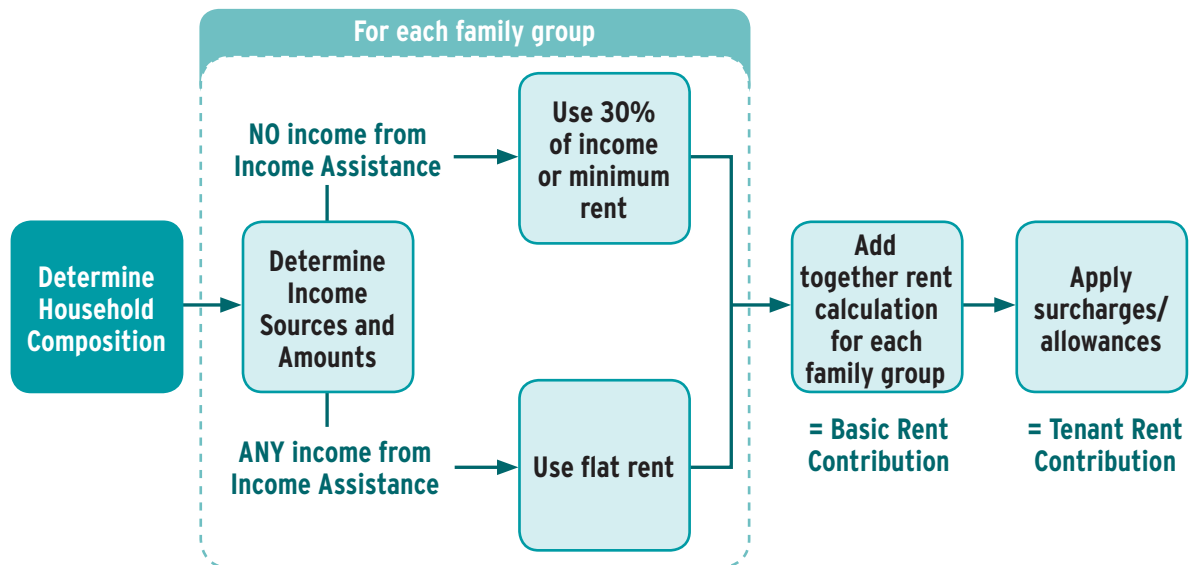 For each family group
NO income from
Income Assistance
Use 30%
of income
or minimum
rent
Determine
Household
Composition
Determine
Income
Sources and
Amounts
ANY income from
Income Assistance
Use flat rent
Add
together rent
calculation
for each
family group
= Basic Rent
Contribution
Apply
surcharges/
allowances
= Tenant Rent
Contribution